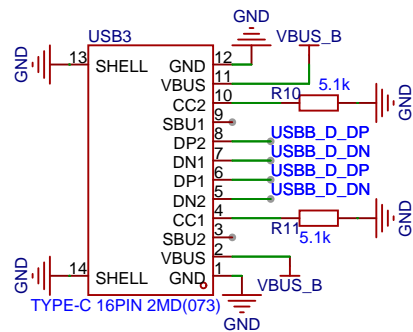 USB3
GND
VBUS_B
GND
13
SHELL
GND
12
VBUS
11
CC2
10
R10
5.1k
GND
SBU1
9
DP2
8
USBB_D_DP
DN1
7
USBB_D_DN
DP1
6
USBB_D_DP
DN2
5
USBB_D_DN
CC1
4
R11
5.1k
GND
SBU2
3
VBUS
2
VBUS_B
GND
14
SHELL
GND
1
GND
TYPE-C 16PIN 2MD(073)